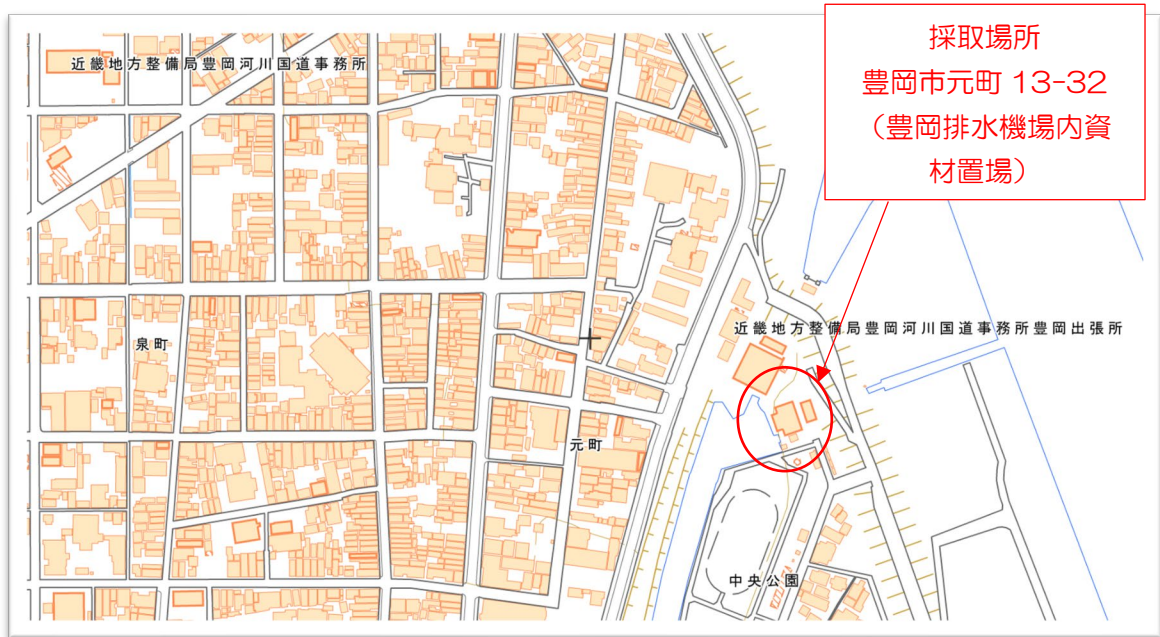 採取場所
豊岡市元町 13-32
（豊岡排水機場内資
材置場）
近畿地方整備局豊岡河川国道事務所
近畿地方整備局豊岡河川国道事務所豊岡出張所
泉町
元町
中央公園